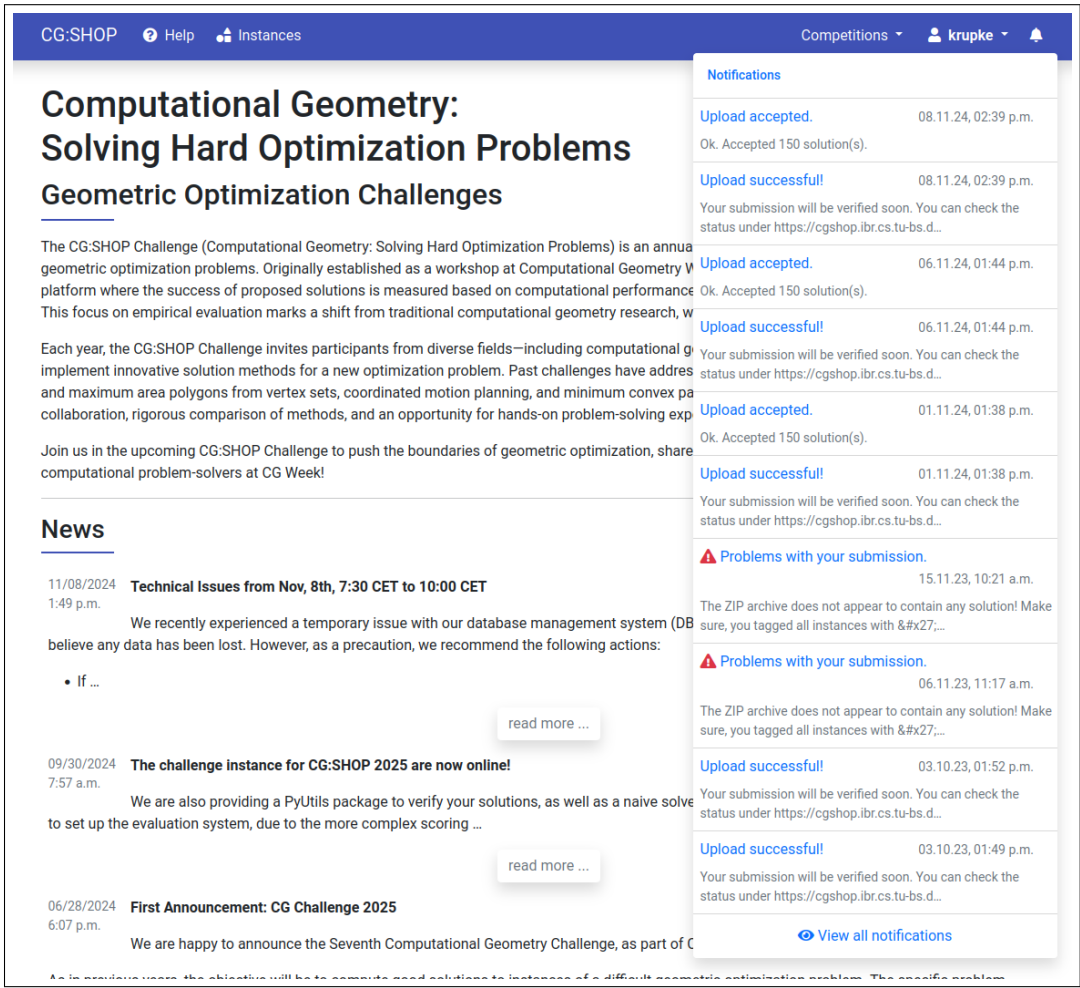 CG:SHOP Help Instances Competitions krupke
Computational Geometry:
Solving Hard Optimization Problems
Geometric Optimization Challenges
The CG:SHOP Challenge (Computational Geometry: Solving Hard Optimization Problems) is an annua
geometric optimization problems. Originally established as a workshop at Computational Geometry W
platform where the success of proposed solutions is measured based on computational performance
This focus on empirical evaluation marks a shift from traditional computational geometry research, w
Each year, the CG:SHOP Challenge invites participants from diverse fields—including computational g
implement innovative solution methods for a new optimization problem. Past challenges have addres
and maximum area polygons from vertex sets, coordinated motion planning, and minimum convex pa
collaboration, rigorous comparison of methods, and an opportunity for hands-on problem-solving exp
Join us in the upcoming CG:SHOP Challenge to push the boundaries of geometric optimization, share
computational problem-solvers at CG Week!
News
11/08/2024
1:49 p.m.
Technical Issues from Nov, 8th, 7:30 CET to 10:00 CET
We recently experienced a temporary issue with our database management system (DB
believe any data has been lost. However, as a precaution, we recommend the following actions:
• If ...
read more ...
09/30/2024
7:57 a.m.
The challenge instance for CG:SHOP 2025 are now online!
We are also providing a PyUtils package to verify your solutions, as well as a naive solve
to set up the evaluation system, due to the more complex scoring ...
read more ...
06/28/2024
6:07 p.m.
First Announcement: CG Challenge 2025
We are happy to announce the Seventh Computational Geometry Challenge, as part of C
As in previous years, the objective will be to compute good solutions to instances of a difficult geometric optimization problem. The specific problem
Notifications
Upload accepted. 08.11.24, 02:39 p.m.
Ok. Accepted 150 solution(s).
Upload successful! 08.11.24, 02:39 p.m.
Your submission will be verified soon. You can check the
status under https://cgshop.ibr.cs.tu-bs.d...
Upload accepted. 06.11.24, 01:44 p.m.
Ok. Accepted 150 solution(s).
Upload successful! 06.11.24, 01:44 p.m.
Your submission will be verified soon. You can check the
status under https://cgshop.ibr.cs.tu-bs.d...
Upload accepted. 01.11.24, 01:38 p.m.
Ok. Accepted 150 solution(s).
Upload successful! 01.11.24, 01:38 p.m.
Your submission will be verified soon. You can check the
status under https://cgshop.ibr.cs.tu-bs.d...
Problems with your submission.
15.11.23, 10:21 a.m.
The ZIP archive does not appear to contain any solution! Make
sure, you tagged all instances with &#x27;...
Problems with your submission.
06.11.23, 11:17 a.m.
The ZIP archive does not appear to contain any solution! Make
sure, you tagged all instances with &#x27;...
Upload successful! 03.10.23, 01:52 p.m.
Your submission will be verified soon. You can check the
status under https://cgshop.ibr.cs.tu-bs.d...
Upload successful! 03.10.23, 01:49 p.m.
Your submission will be verified soon. You can check the
status under https://cgshop.ibr.cs.tu-bs.d...
View all notifications